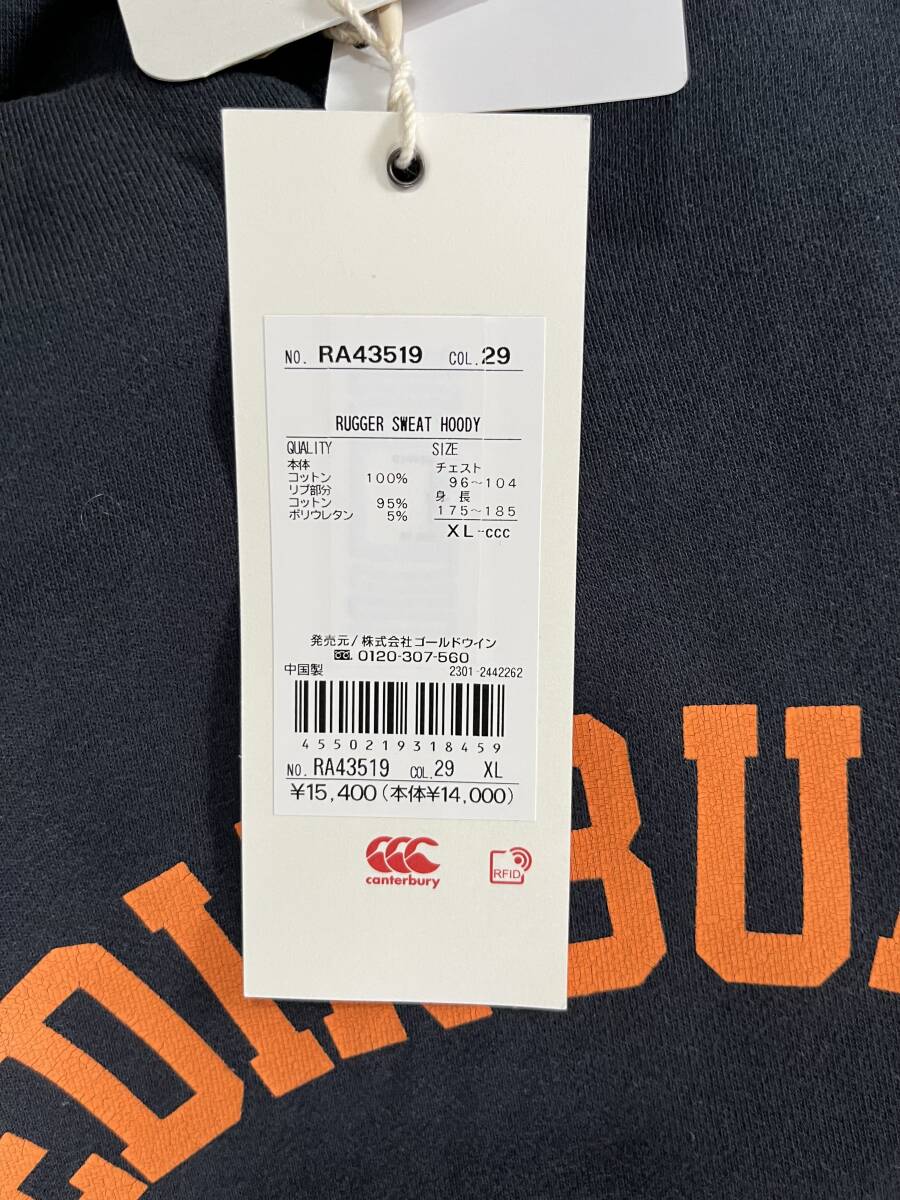 NO. RA43519 COL.29
RUGGER SWEAT HOODY
QUALITY SIZE
本体 チェスト
コットン 100% 96～104
リブ部分 身長
コットン 95% 175～185
ポリウレタン 5% XL-ccc
発売元/株式会社ゴールドウイン
0120-307-560
中国製 2301-2442262
4550219318459
NO. RA43519 COL.29 XL
¥15,400(本体¥14,000)
CCC
canterbury
RFID